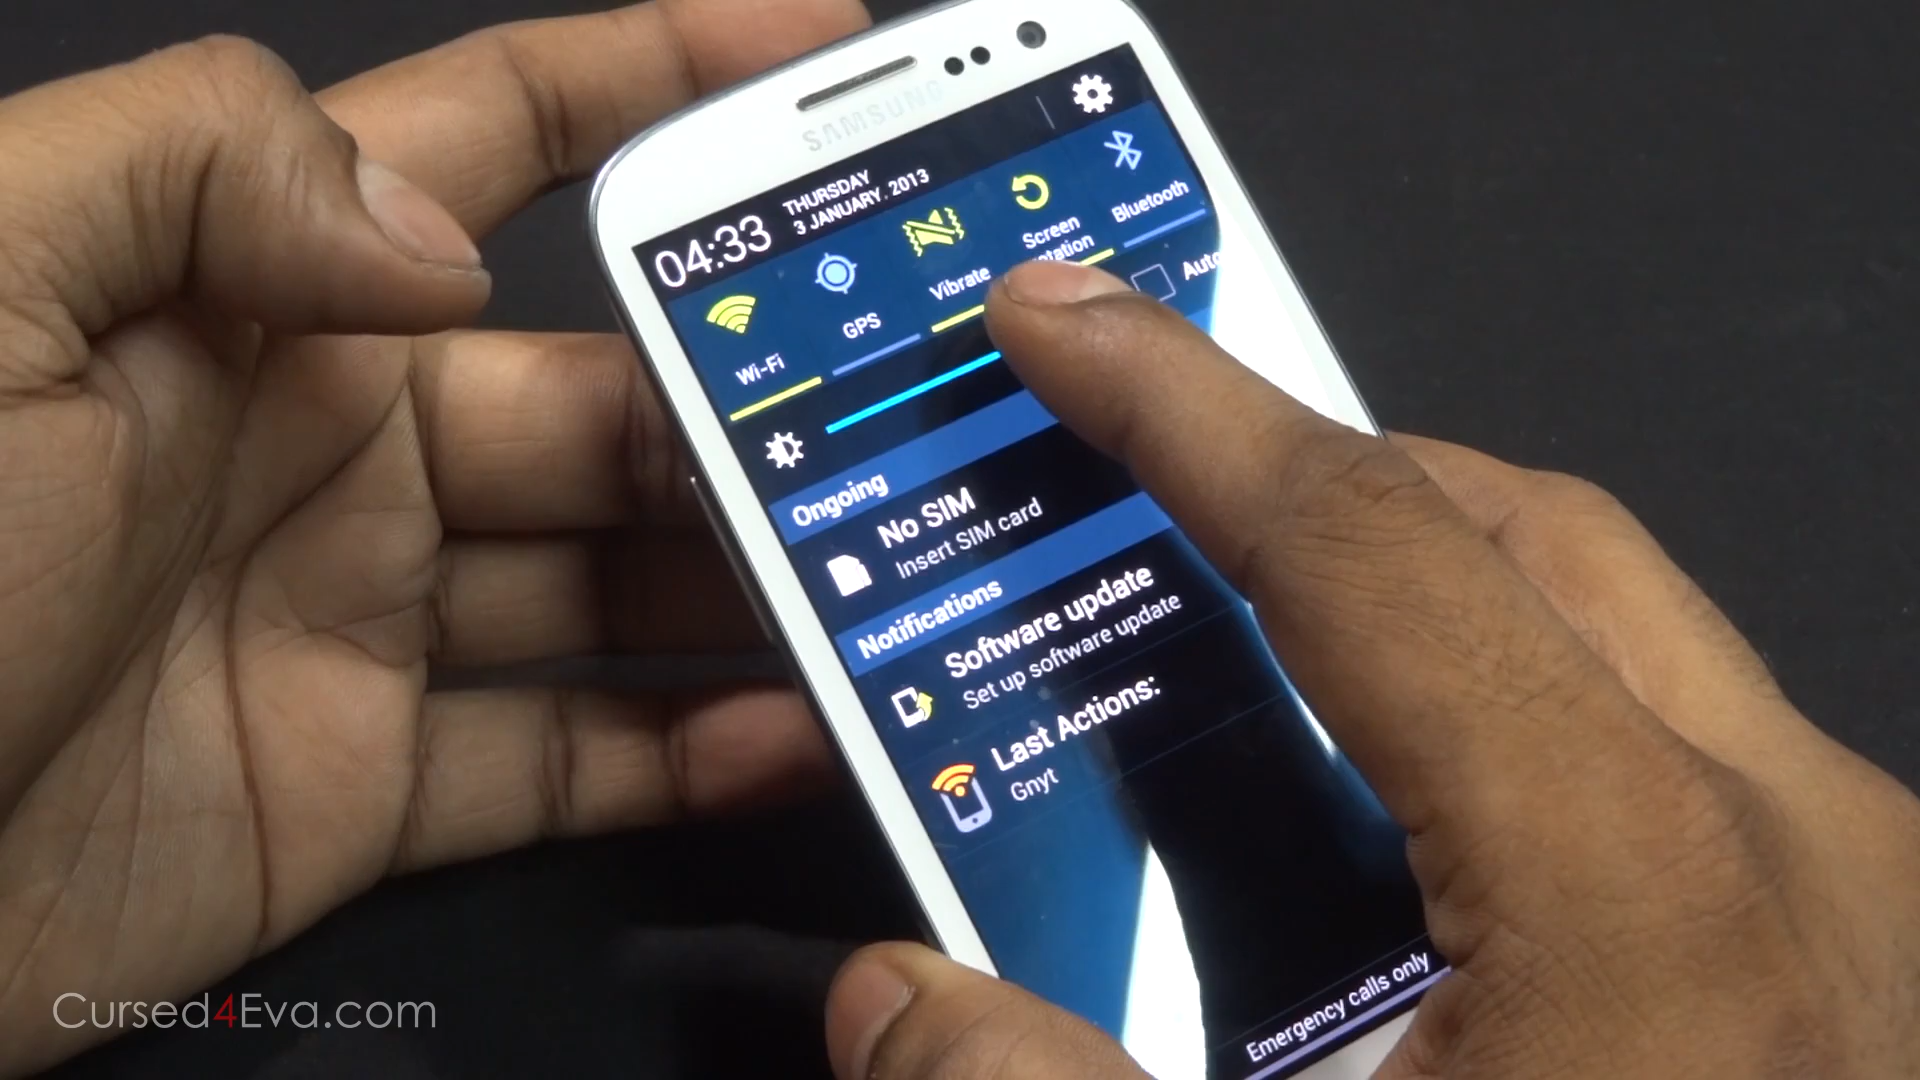 SAMSUNG
04:33
THURSDAY
3 JANUARY, 2013
Wi-Fi
GPS
Vibrate
Screen
Bluetooth
Ongoing
No SIM
Insert SIM card
Notifications
Software update
Set up software update
Last Actions:
Gnyt
Emergency calls only
Cursed4Eva.com